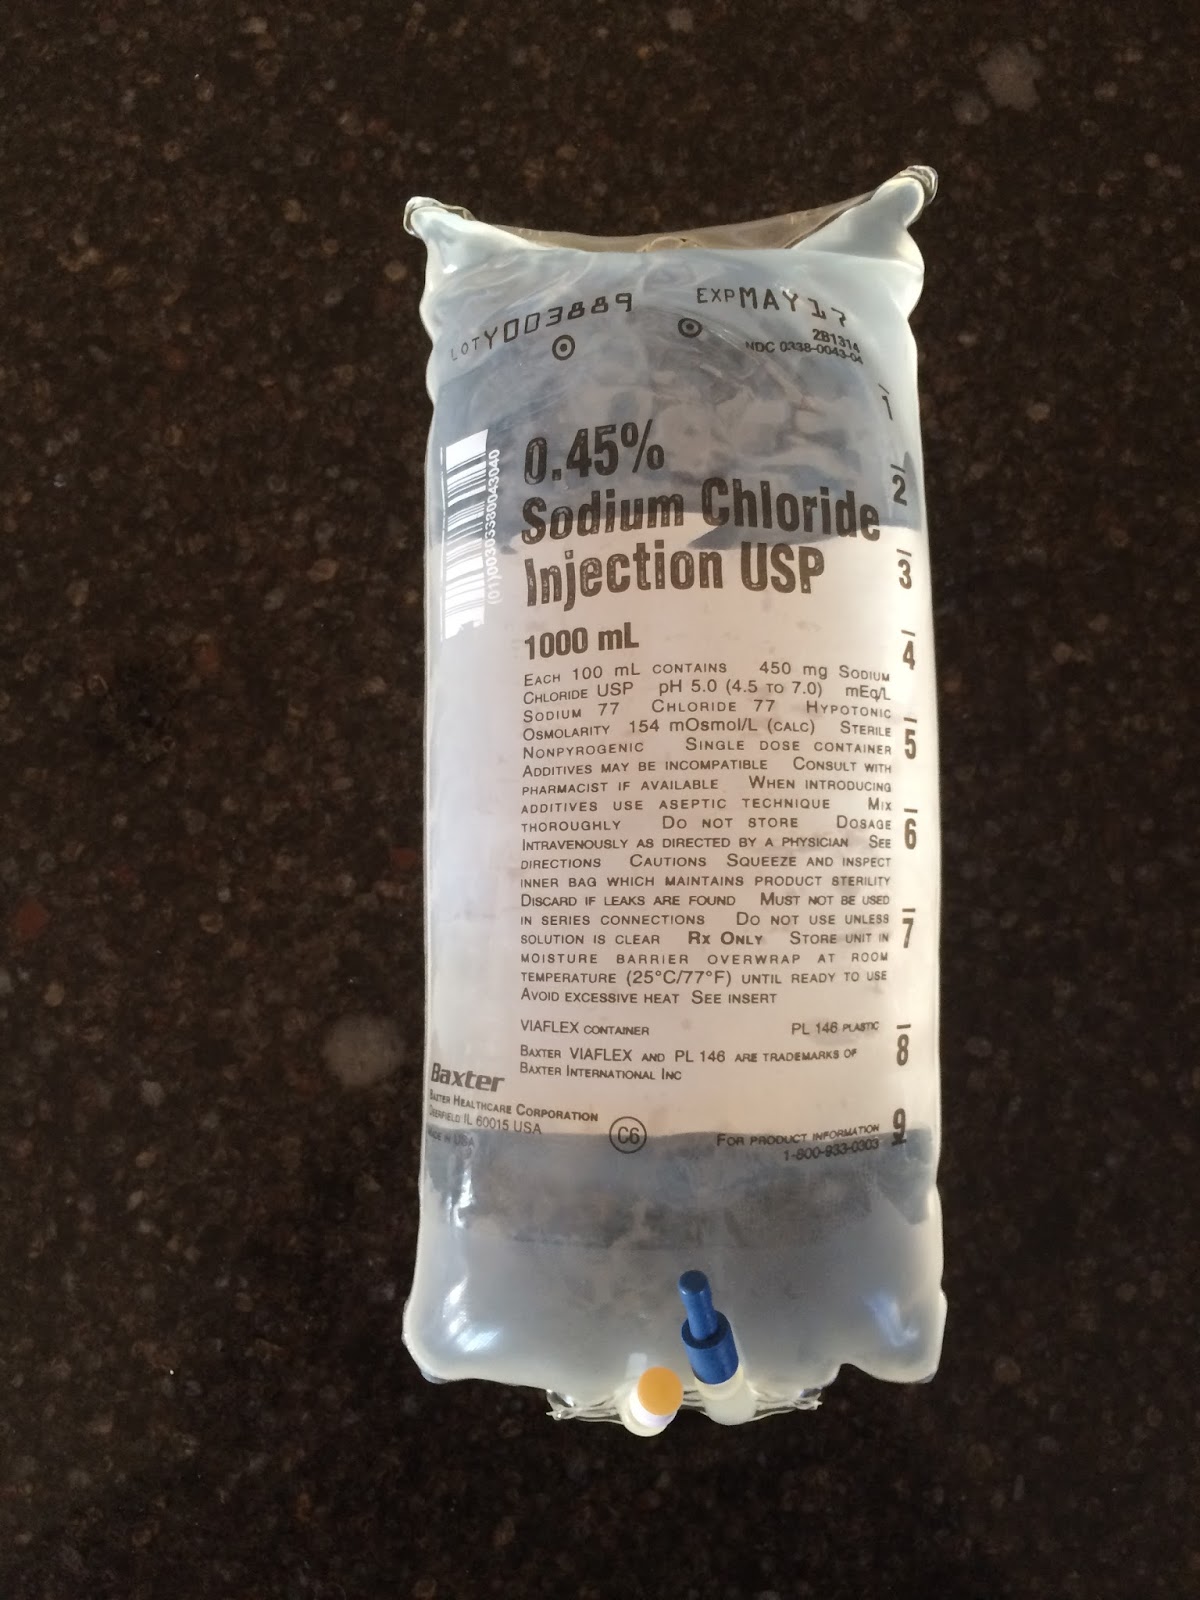 LOT Y003889
EXP MAY 17
2B1314
NDC 0338-0043-04
(01)00303380043040
0.45%
Sodium Chloride
Injection USP
1000 mL
EACH 100 mL CONTAINS 450 mg SODIUM
CHLORIDE USP pH 5.0 (4.5 TO 7.0) mEq/L
SODIUM 77 CHLORIDE 77 HYPOTONIC
OSMOLARITY 154 mOsmol/L (CALC) STERILE
NONPYROGENIC SINGLE DOSE CONTAINER
ADDITIVES MAY BE INCOMPATIBLE CONSULT WITH
PHARMACIST IF AVAILABLE WHEN INTRODUCING
ADDITIVES USE ASEPTIC TECHNIQUE MIX
THOROUGHLY DO NOT STORE DOSAGE
INTRAVENOUSLY AS DIRECTED BY A PHYSICIAN SEE
DIRECTIONS CAUTIONS SQUEEZE AND INSPECT
INNER BAG WHICH MAINTAINS PRODUCT STERILITY
DISCARD IF LEAKS ARE FOUND MUST NOT BE USED
IN SERIES CONNECTIONS DO NOT USE UNLESS
SOLUTION IS CLEAR RX ONLY STORE UNIT IN
MOISTURE BARRIER OVERWRAP AT ROOM
TEMPERATURE (25°C/77°F) UNTIL READY TO USE
AVOID EXCESSIVE HEAT SEE INSERT
VIAFLEX CONTAINER PL 146 PLASTIC
BAXTER VIAFLEX AND PL 146 ARE TRADEMARKS OF
BAXTER INTERNATIONAL INC
Baxter
BAXTER HEALTHCARE CORPORATION
DEERFIELD IL 60015 USA
MADE IN USA
C6
FOR PRODUCT INFORMATION
1-800-933-0303
1
2
3
4
5
6
7
8
9